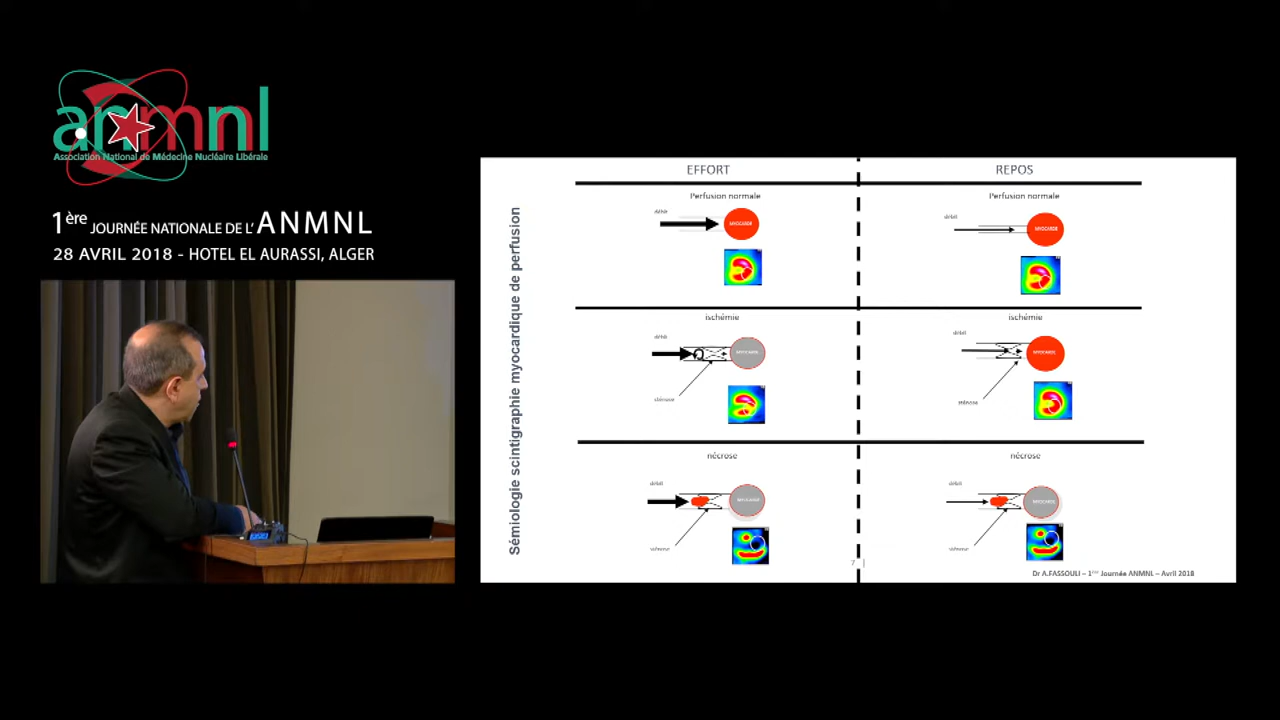 anmnl
Association National de Médecine Nucléaire Libérale
1ère JOURNÉE NATIONALE DE L' ANMNL
28 AVRIL 2018 - HOTEL EL AURASSI, ALGER
Sémiologie scintigraphie myocardique de perfusion
EFFORT
REPOS
Perfusion normale
Perfusion normale
débit
MYOCARDE
débit
MYOCARDE
ischémie
ischémie
débit
MYOCARDE
sténose
débit
MYOCARDE
sténose
nécrose
nécrose
débit
MYOCARDE
sténose
débit
MYOCARDE
sténose
7
Dr A.FASSOULI – 1ère Journée ANMNL – Avril 2018